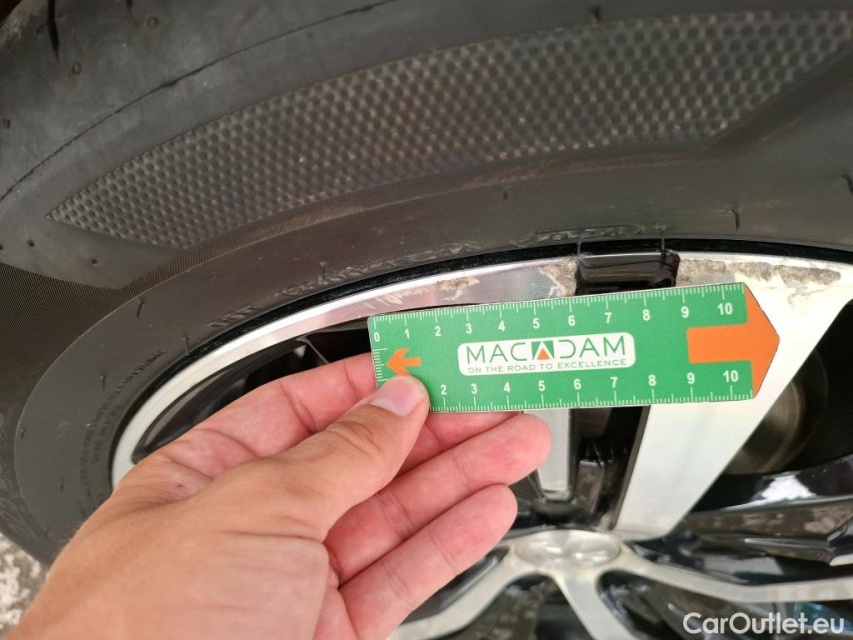 0 1 2 3 4 5 6 7 8 9 10
MACADAM
ON THE ROAD TO EXCELLENCE
2 3 4 5 6 7 8 9 10
CarOutlet.eu